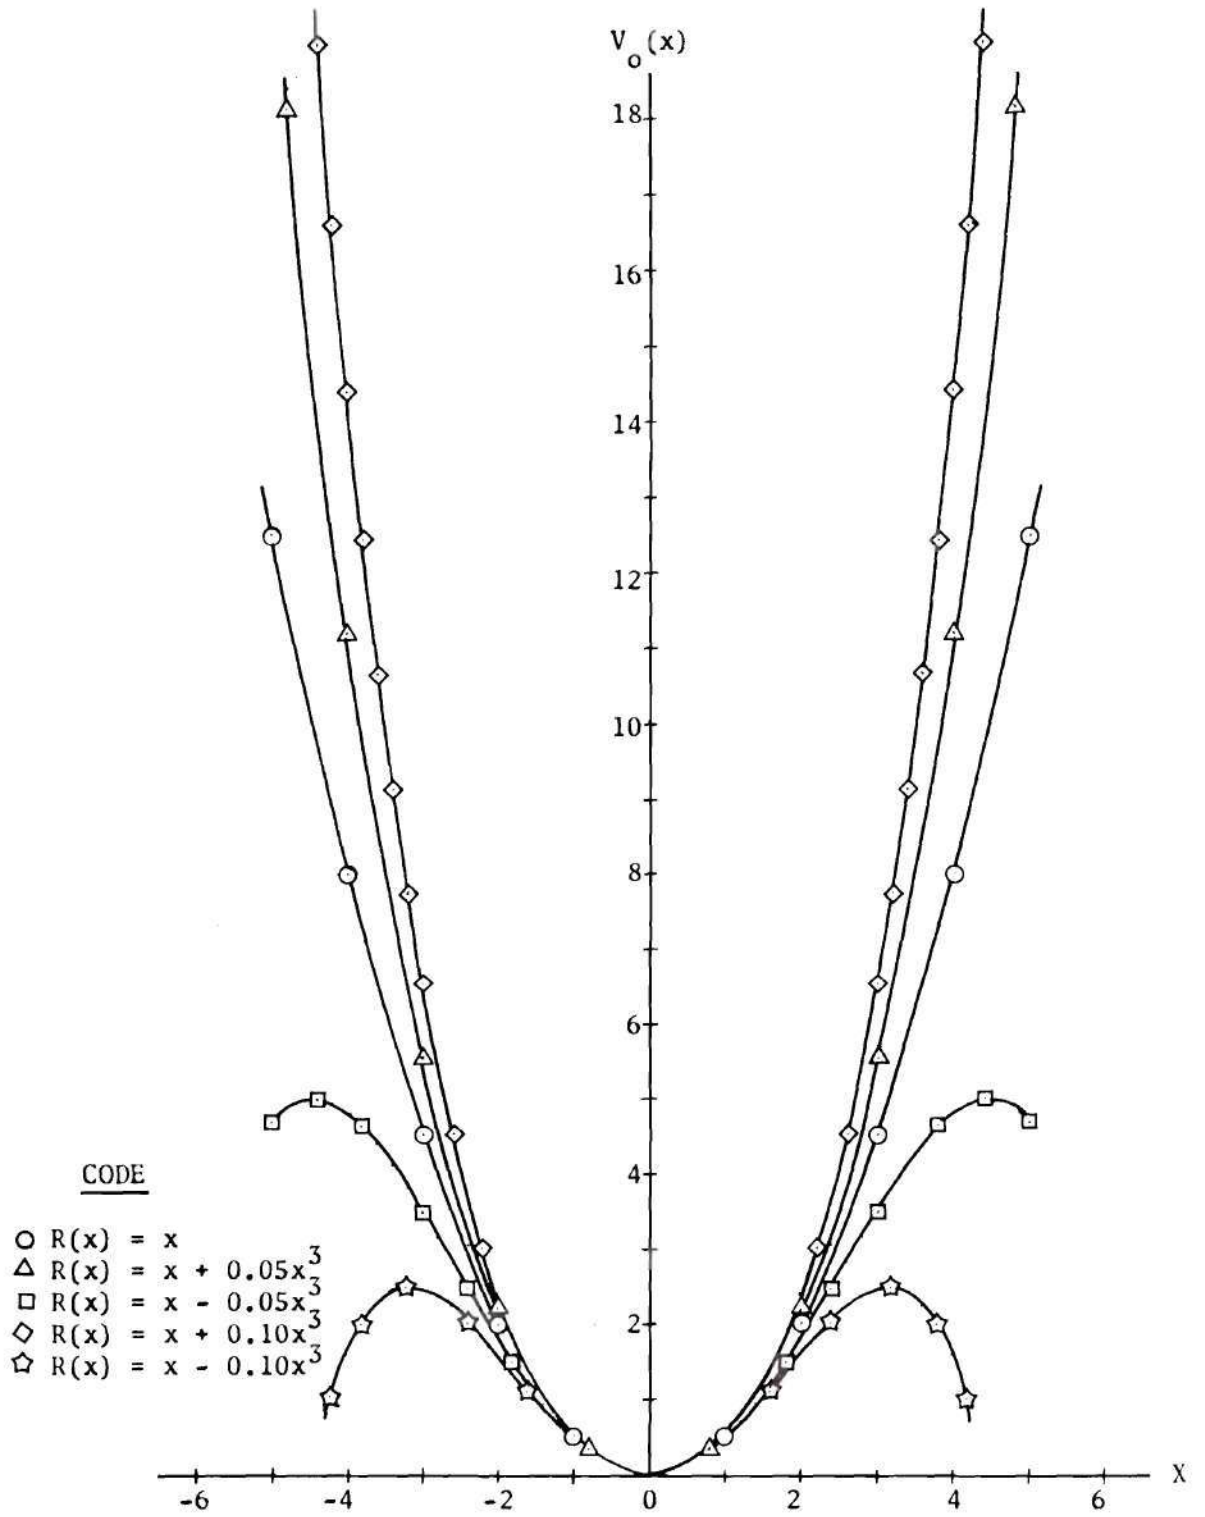 V₀(x)
18
16
14
12
10
8
6
4
2
CODE
○ R(x) = x
△ R(x) = x + 0.05x³
□ R(x) = x - 0.05x³
◇ R(x) = x + 0.10x³
☆ R(x) = x - 0.10x³
-6 -4 -2 0 2 4 6 X